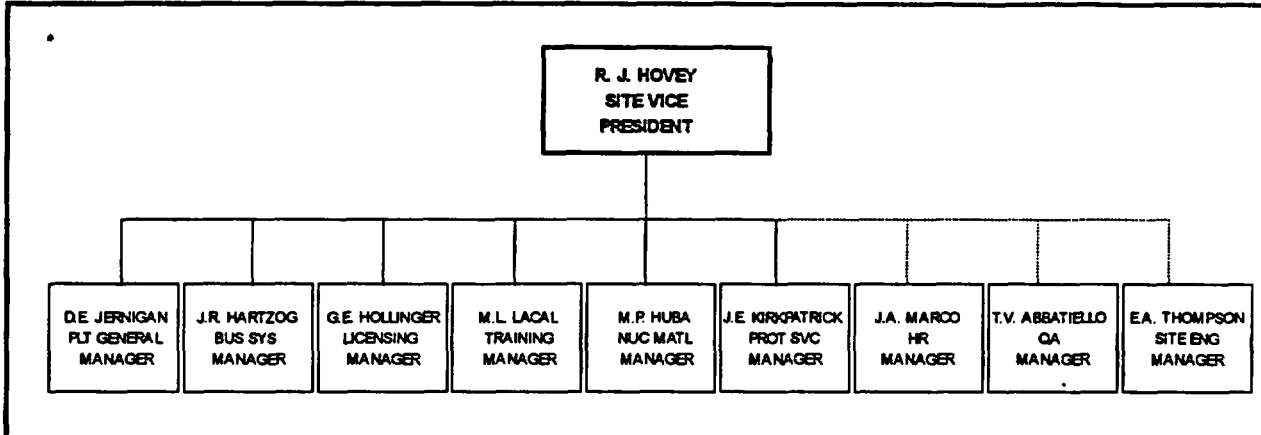 R. J. HOVEY
SITE VICE
PRESIDENT
D.E. JERNIGAN
PLT GENERAL
MANAGER
J.R. HARTZOG
BUS SYS
MANAGER
G.E. HOLLINGER
LICENSING
MANAGER
M.L. LACAL
TRAINING
MANAGER
M.P. HUBA
NUC MATL
MANAGER
J.E. KIRKPATRICK
PROT SVC
MANAGER
J.A. MARCO
HR
MANAGER
T.V. ABBATIELLO
QA
MANAGER
E.A. THOMPSON
SITE ENG
MANAGER